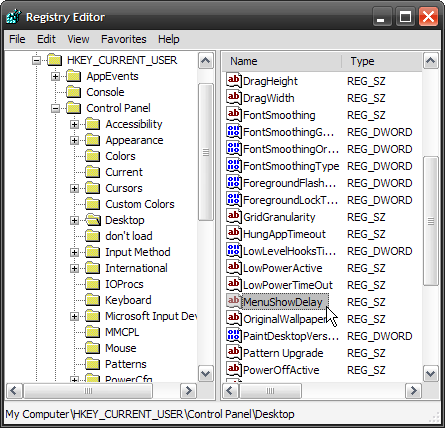 Registry Editor
File Edit View Favorites Help
HKEY_CURRENT_USER
AppEvents
Console
Control Panel
Accessibility
Appearance
Colors
Current
Cursors
Custom Colors
Desktop
don't load
Input Method
International
IOProcs
Keyboard
Microsoft Input Dev
MMCPL
Mouse
Patterns
PowerCfg
Name Type
DragHeight REG_SZ
DragWidth REG_SZ
FontSmoothing REG_SZ
FontSmoothingG... REG_DWORD
FontSmoothingOr... REG_DWORD
FontSmoothingType REG_DWORD
ForegroundFlash... REG_DWORD
ForegroundLockT... REG_DWORD
GridGranularity REG_SZ
HungAppTimeout REG_SZ
LowLevelHooksTi... REG_DWORD
LowPowerActive REG_SZ
LowPowerTimeOut REG_SZ
MenuShowDelay REG_SZ
OriginalWallpaper REG_SZ
PaintDesktopVers... REG_DWORD
Pattern Upgrade REG_SZ
PowerOffActive REG_SZ
My Computer\HKEY_CURRENT_USER\Control Panel\Desktop